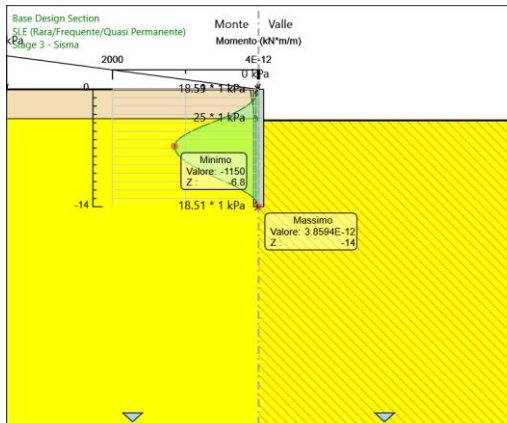 Base Design Section
SLE (Rara/Frequente/Quasi Permanente)
Stage 3 - Sisma
kPa
Monte Valle
Momento (kN*m/m)
2000 4E-12
0 kPa
0
* 1 kPa
25 * 1 kPa
Minimo
Valore: -1150
Z : -6.8
-14
18.51 * 1 kPa
Massimo
Valore: 3.8594E-12
Z : -14